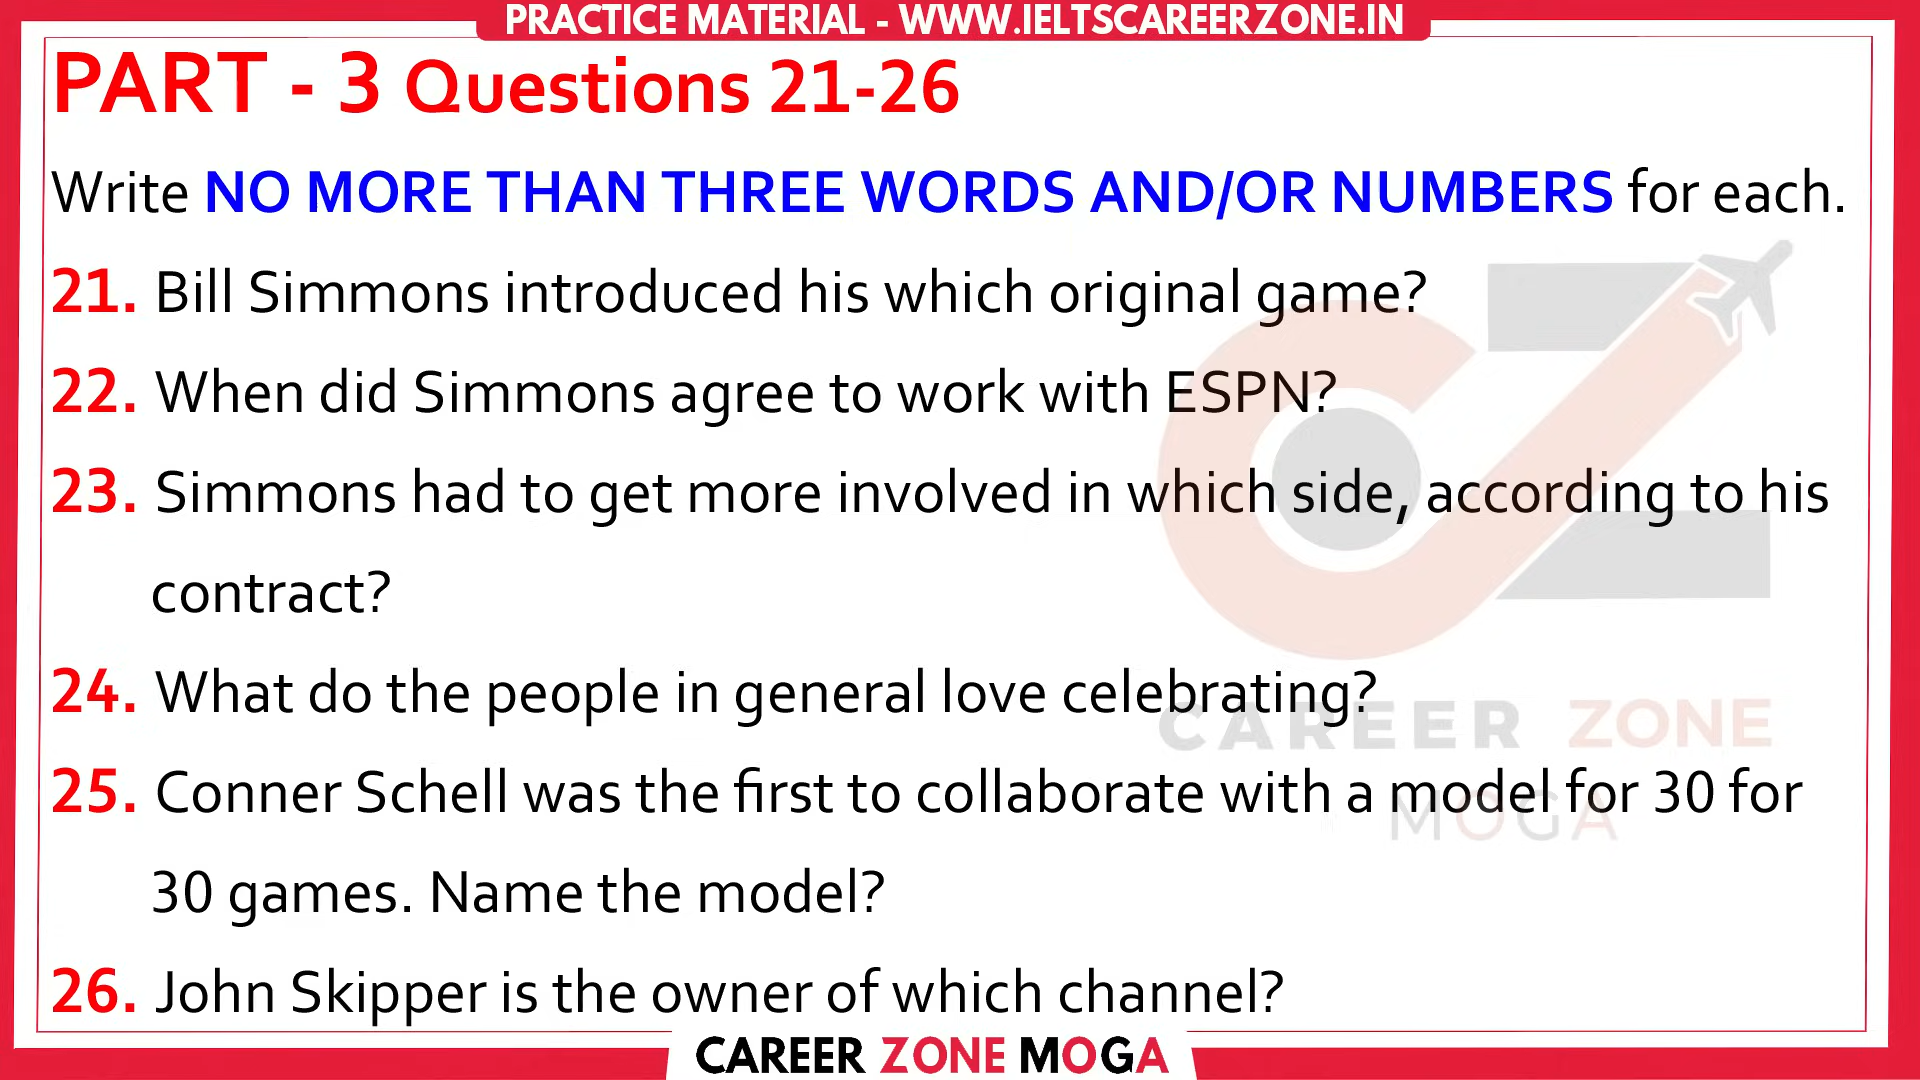 PRACTICE MATERIAL - WWW.IELTSCAREERZONE.IN
PART - 3 Questions 21-26
Write NO MORE THAN THREE WORDS AND/OR NUMBERS for each.
21. Bill Simmons introduced his which original game?
22. When did Simmons agree to work with ESPN?
23. Simmons had to get more involved in which side, according to his
contract?
24. What do the people in general love celebrating?
CAREER ZONE
25. Conner Schell was the first to collaborate with a model for 30 for
MOGA
30 games. Name the model?
26. John Skipper is the owner of which channel?
CAREER ZONE MOGA